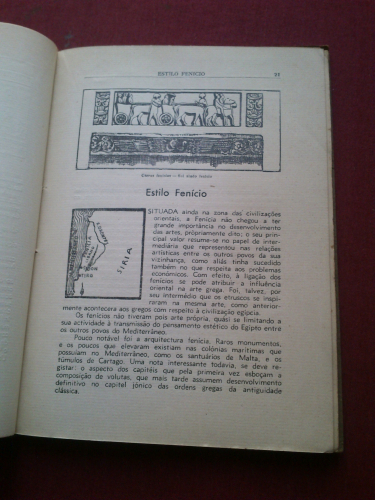 ESTILO FENICIO
91
Estilo Fenício
SITUADA ainda na zona das civilizações
orientais, a Fenícia não chegou a ter
grande importância no desenvolvimento
das artes, pròpriamente dito; o seu prin-
cipal valor resume-se no papel de inter-
mediária que representou nas relações
artísticas entre os outros povos da sua
vizinhança, como aliás tinha sucedido
também no que respeita aos problemas
económicos. Com efeito, à ligação dos
fenícios se pode atribuir a influência
oriental na arte grega. Foi, talvez, por
seu intermédio que os etruscos se inspi-
raram no mesmo, como anterior-
mente acontecera aos gregos com respeito à civilização egípcia.
Os fenícios não tiveram pois arte própria, quási se limitando a
sua actividade à transmissão do pensamento estético do Egipto entre
os outros povos do Mediterrâneo.
Pouco notável foi a arquitectura fenícia. Raros monumentos,
e os poucos que elevaram existiam nas colónias marítimas que
possuíam no Mediterrâneo, como os santuários de Malta, e os
túmulos de Cartago. Uma nota interessante todavia, se deve re-
gistar: o aspecto dos capitéis que pela primeira vez esboçam a
composição de volutas, que mais tarde assumem desenvolvimento
definitivo no capitel jónico das ordens gregas da antiguidade
clássica.
SIRIA